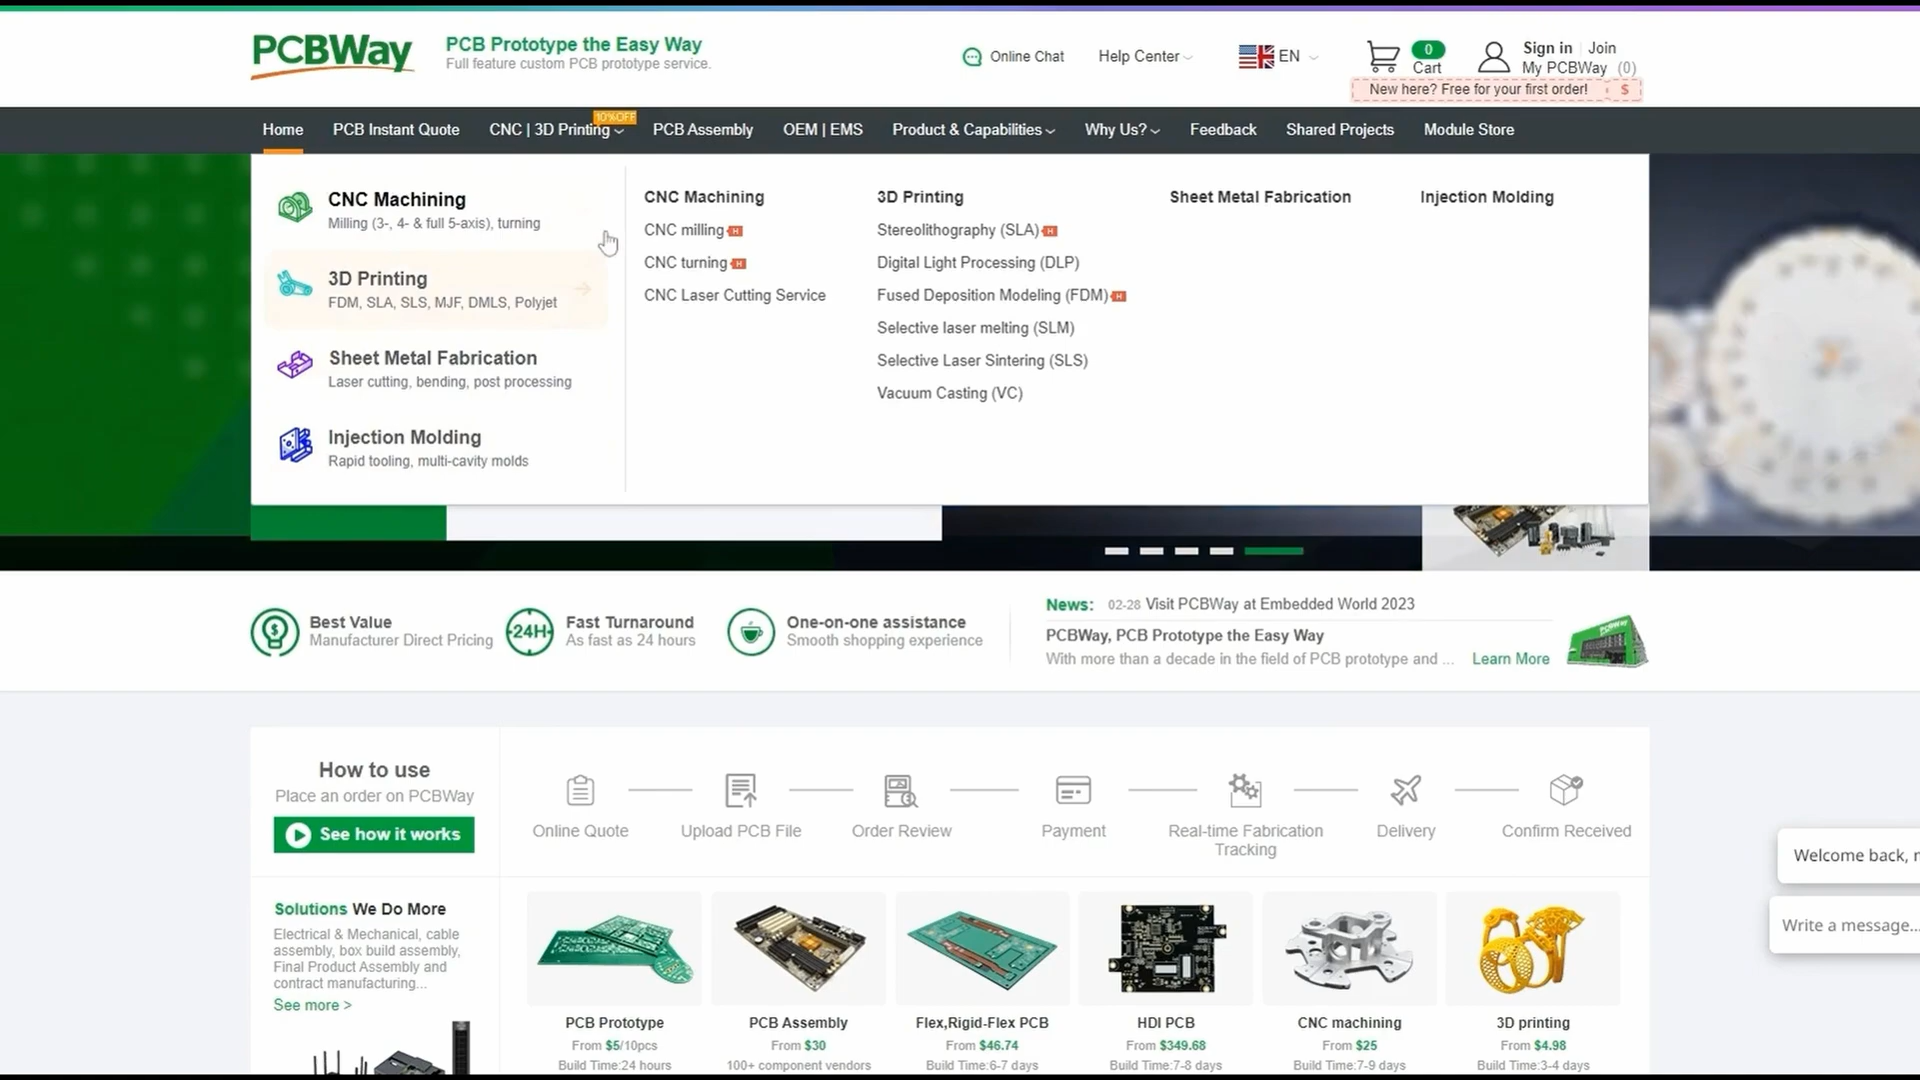 PCBWay
PCB Prototype the Easy Way
Full feature custom PCB prototype service.
Online Chat
Help Center
EN
0
Cart
Sign in
Join
My PCBWay (0)
New here? Free for your first order! $
10%OFF
Home
PCB Instant Quote
CNC | 3D Printing
PCB Assembly
OEM | EMS
Product & Capabilities
Why Us?
Feedback
Shared Projects
Module Store
CNC Machining
Milling (3-, 4- & full 5-axis), turning
3D Printing
FDM, SLA, SLS, MJF, DMLS, Polyjet
Sheet Metal Fabrication
Laser cutting, bending, post processing
Injection Molding
Rapid tooling, multi-cavity molds
CNC Machining
CNC milling H
CNC turning H
CNC Laser Cutting Service
3D Printing
Stereolithography (SLA) H
Digital Light Processing (DLP)
Fused Deposition Modeling (FDM) H
Selective laser melting (SLM)
Selective Laser Sintering (SLS)
Vacuum Casting (VC)
Sheet Metal Fabrication
Injection Molding
Best Value
Manufacturer Direct Pricing
24H
Fast Turnaround
As fast as 24 hours
One-on-one assistance
Smooth shopping experience
News: 02-28 Visit PCBWay at Embedded World 2023
PCBWay, PCB Prototype the Easy Way
With more than a decade in the field of PCB prototype and ... Learn More
How to use
Place an order on PCBWay
See how it works
Online Quote
Upload PCB File
Order Review
Payment
Real-time Fabrication
Tracking
Delivery
Confirm Received
Solutions We Do More
Electrical & Mechanical, cable
assembly, box build assembly,
Final Product Assembly and
contract manufacturing...
See more >
PCB Prototype
From $5/10pcs
Build Time:24 hours
PCB Assembly
From $30
100+ component vendors
Flex,Rigid-Flex PCB
From $46.74
Build Time:6-7 days
HDI PCB
From $349.68
Build Time:7-8 days
CNC machining
From $25
Build Time:7-9 days
3D printing
From $4.98
Build Time:3-4 days
Welcome back,
Write a message...